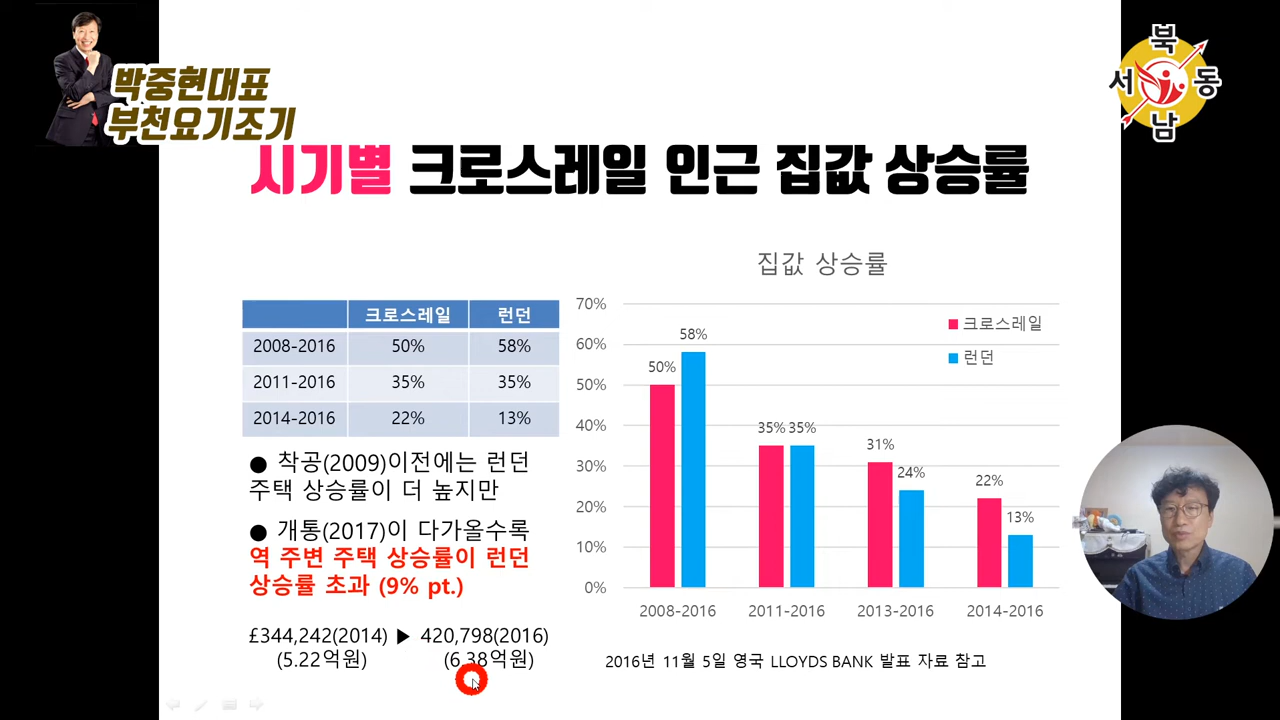 박중현대표
부천요기조기
북
서 동
남
시기별 크로스레일 인근 집값 상승률
크로스레일 런던
2008-2016 50% 58%
2011-2016 35% 35%
2014-2016 22% 13%
● 착공(2009)이전에는 런던
주택 상승률이 더 높지만
● 개통(2017)이 다가올수록
역 주변 주택 상승률이 런던
상승률 초과 (9% pt.)
£344,242(2014) ▶ 420,798(2016)
(5.22억원) (6.38억원)
집값 상승률
70%
60%
50%
40%
30%
20%
10%
0%
크로스레일
런던
50% 58%
35% 35%
31% 24%
22% 13%
2008-2016 2011-2016 2013-2016 2014-2016
2016년 11월 5일 영국 LLOYDS BANK 발표 자료 참고